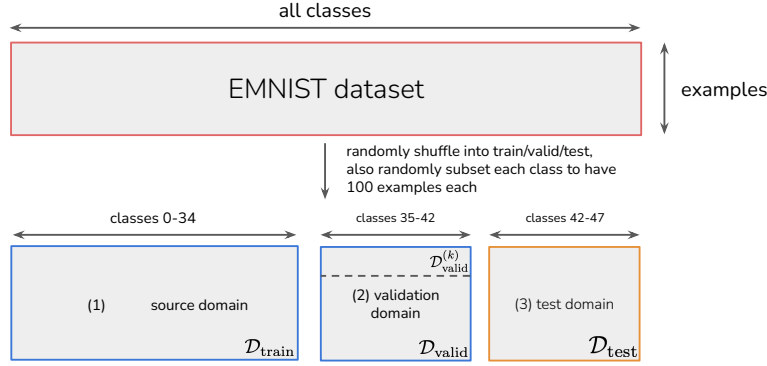 all classes
EMNIST dataset
examples
randomly shuffle into train/valid/test,
also randomly subset each class to have
100 examples each
classes 0-34
classes 35-42
classes 42-47
(1) source domain
𝒟_train
𝒟_valid^(k)
(2) validation
domain
𝒟_valid
(3) test domain
𝒟_test